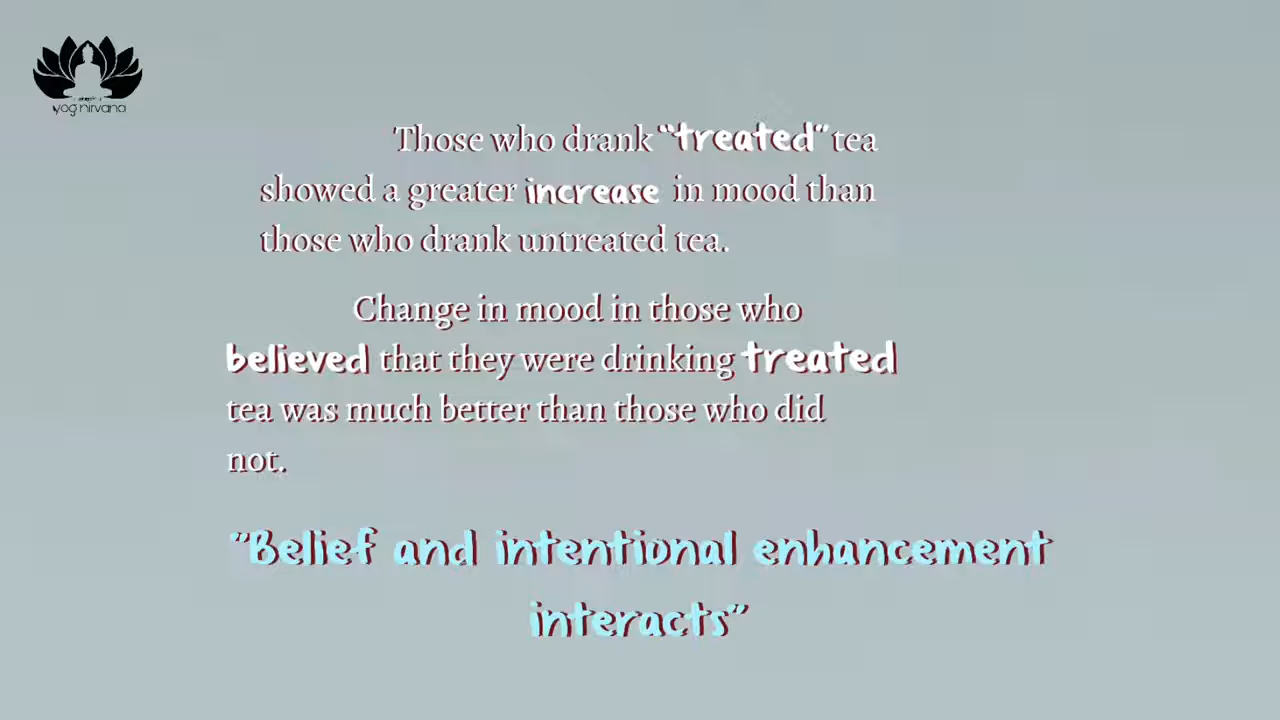 yog nirvana
Those who drank "treated" tea
showed a greater increase in mood than
those who drank untreated tea.
Change in mood in those who
believed that they were drinking treated
tea was much better than those who did
not.
"Belief and intentional enhancement
interacts"